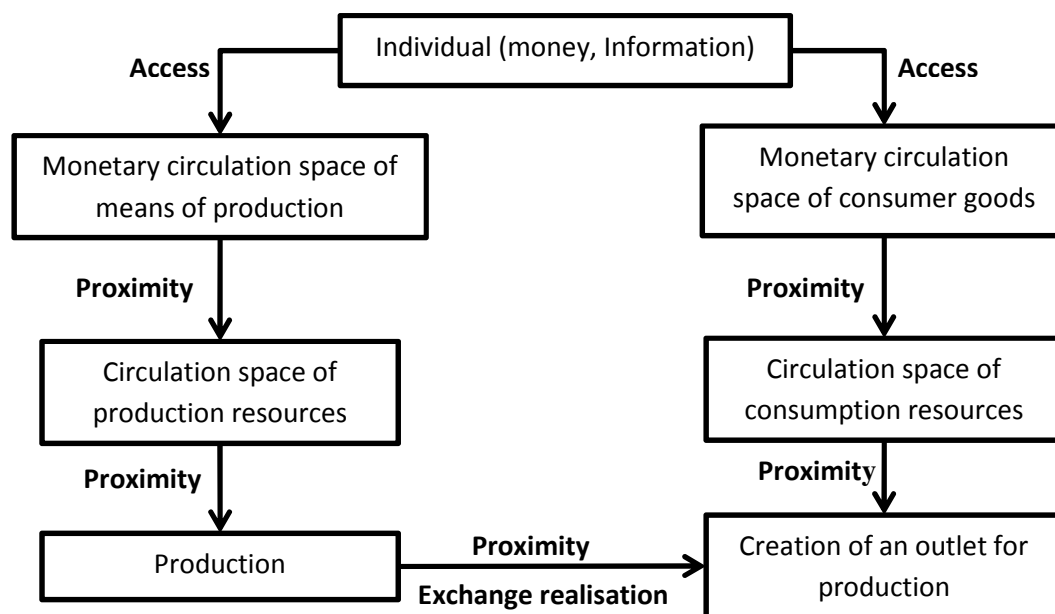 Individual (money, Information)
Access
Access
Monetary circulation space of
means of production
Monetary circulation
space of consumer goods
Proximity
Proximity
Circulation space of
production resources
Circulation space of
consumption resources
Proximity
Proximity
Production
Proximity
Exchange realisation
Creation of an outlet for
production